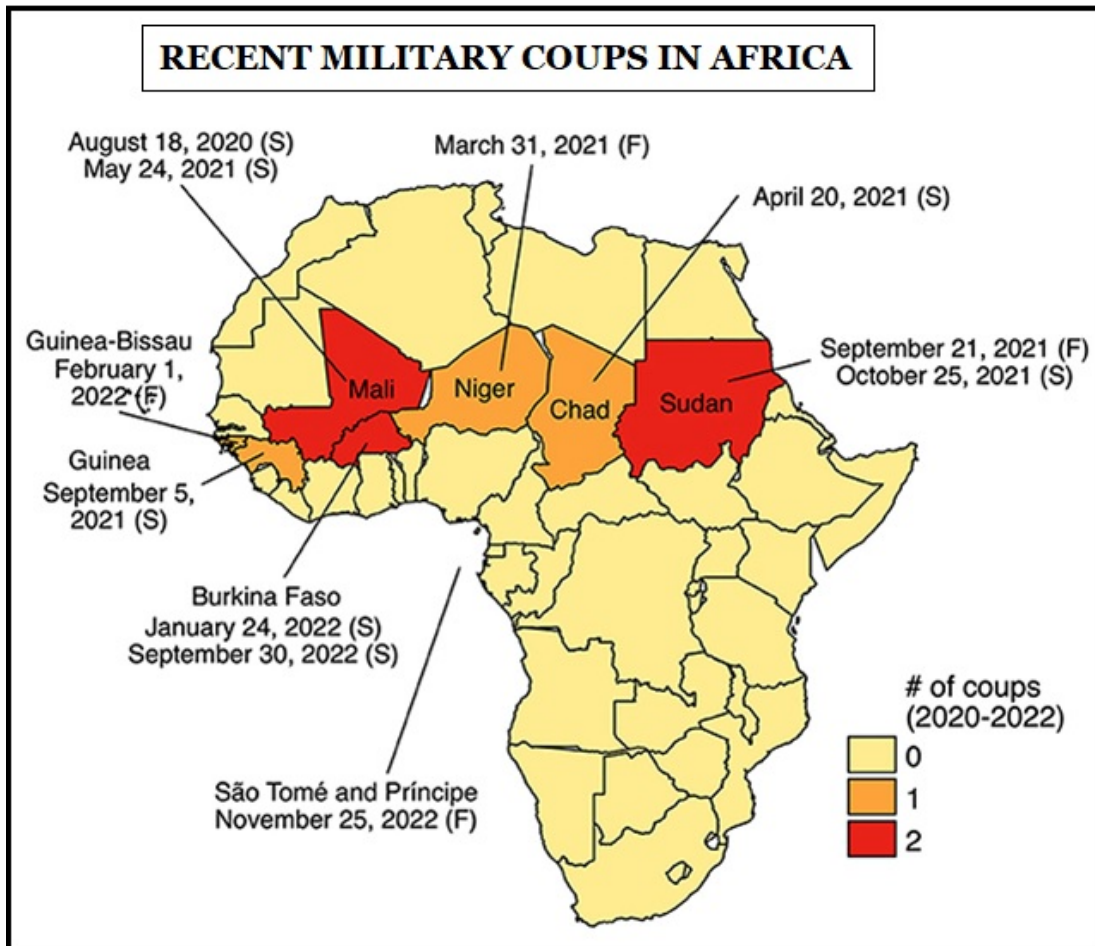 RECENT MILITARY COUPS IN AFRICA
August 18, 2020 (S)
May 24, 2021 (S)
March 31, 2021 (F)
April 20, 2021 (S)
Guinea-Bissau
February 1,
2022 (F)
September 21, 2021 (F)
October 25, 2021 (S)
Mali
Niger
Chad
Sudan
Guinea
September 5,
2021 (S)
Burkina Faso
January 24, 2022 (S)
September 30, 2022 (S)
São Tomé and Príncipe
November 25, 2022 (F)
# of coups
(2020-2022)
0
1
2